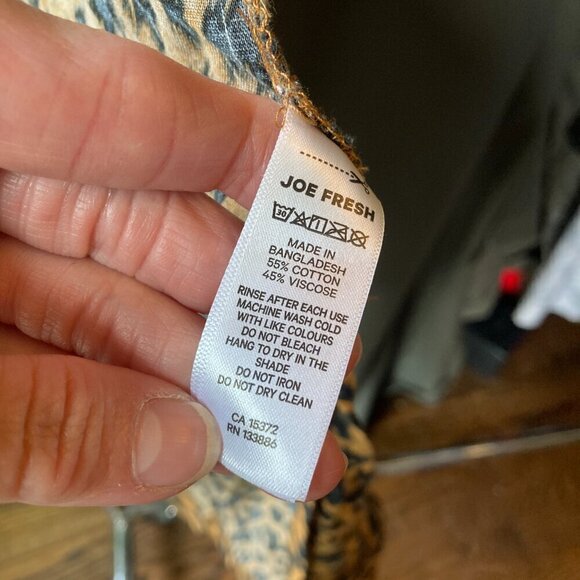 JOE FRESH
30
MADE IN
BANGLADESH
55% COTTON
45% VISCOSE
RINSE AFTER EACH USE
MACHINE WASH COLD
WITH LIKE COLOURS
DO NOT BLEACH
HANG TO DRY IN THE
SHADE
DO NOT IRON
DO NOT DRY CLEAN
CA 15372
RN 133886